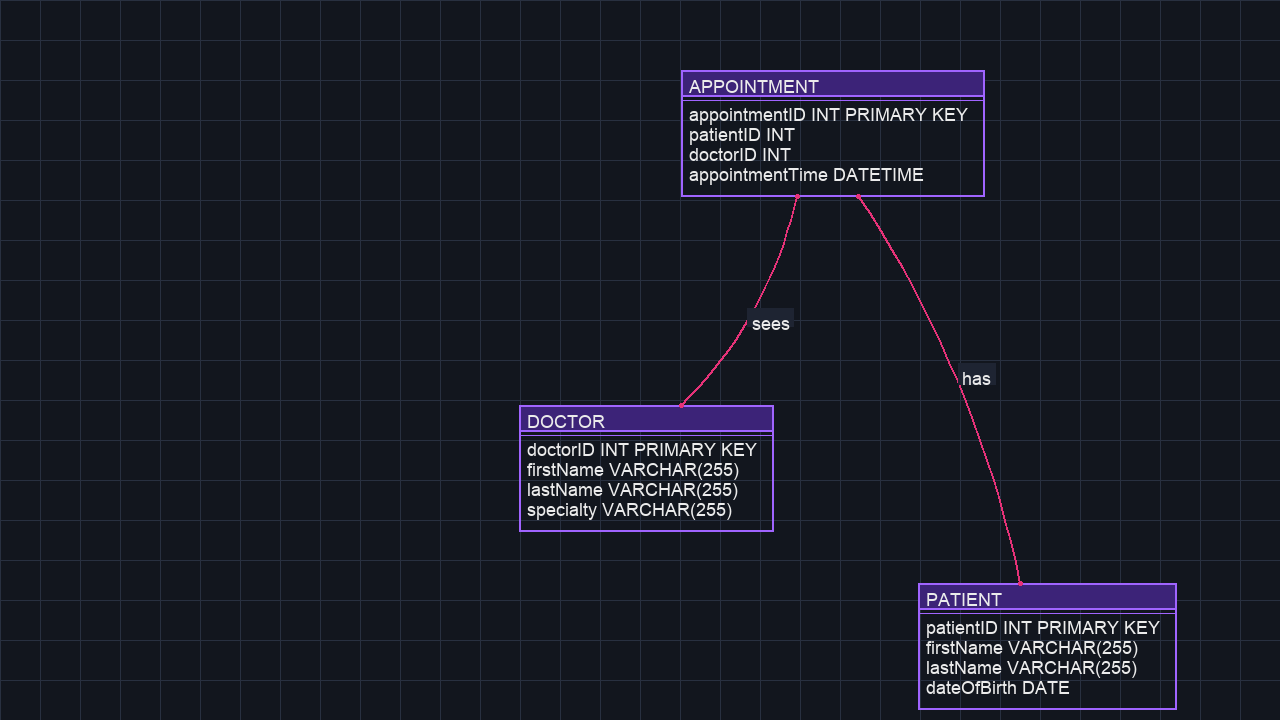 APPOINTMENT
appointmentID INT PRIMARY KEY
patientID INT
doctorID INT
appointmentTime DATETIME
sees
has
DOCTOR
doctorID INT PRIMARY KEY
firstName VARCHAR(255)
lastName VARCHAR(255)
specialty VARCHAR(255)
PATIENT
patientID INT PRIMARY KEY
firstName VARCHAR(255)
lastName VARCHAR(255)
dateOfBirth DATE